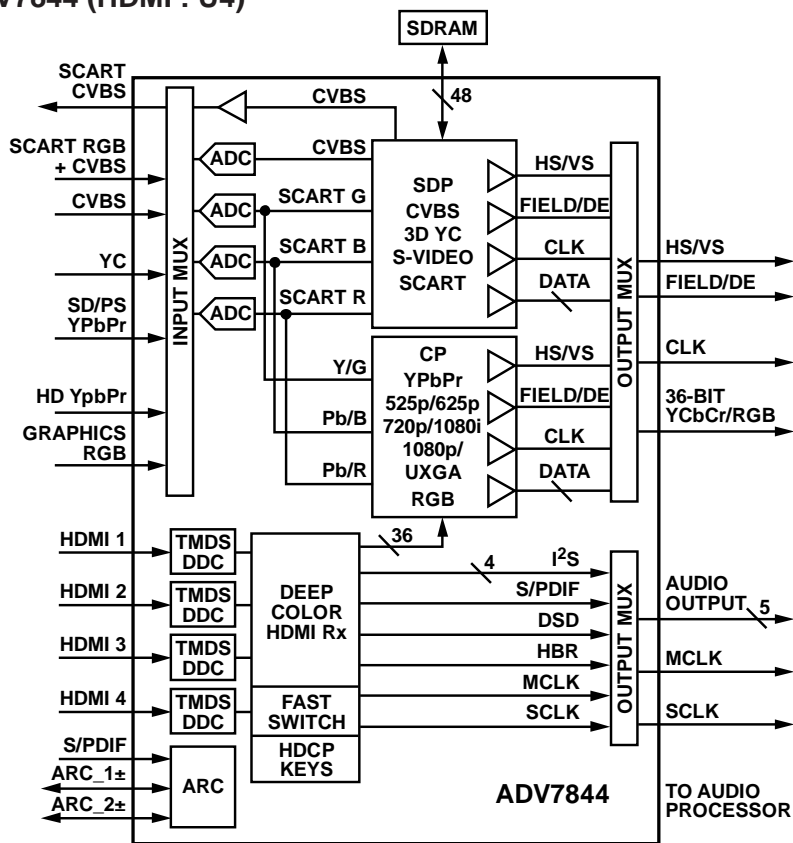 V7844 (HDMI : U4)
SDRAM
48
SCART
CVBS
SCART RGB
+ CVBS
CVBS
YC
SD/PS
YPbPr
HD YpbPr
GRAPHICS
RGB
INPUT MUX
CVBS
ADC
CVBS
ADC
SCART G
ADC
SCART B
ADC
SCART R
Y/G
Pb/B
Pb/R
SDP
CVBS
3D YC
S-VIDEO
SCART
HS/VS
FIELD/DE
CLK
DATA
CP
YPbPr
525p/625p
720p/1080i
1080p/
UXGA
RGB
HS/VS
FIELD/DE
CLK
DATA
OUTPUT MUX
HS/VS
FIELD/DE
CLK
36-BIT
YCbCr/RGB
HDMI 1
HDMI 2
HDMI 3
HDMI 4
S/PDIF
ARC_1±
ARC_2±
TMDS
DDC
TMDS
DDC
TMDS
DDC
TMDS
DDC
ARC
DEEP
COLOR
HDMI Rx
FAST
SWITCH
HDCP
KEYS
36
4
I2S
S/PDIF
DSD
HBR
MCLK
SCLK
OUTPUT MUX
AUDIO
OUTPUT 5
MCLK
SCLK
ADV7844
TO AUDIO
PROCESSOR